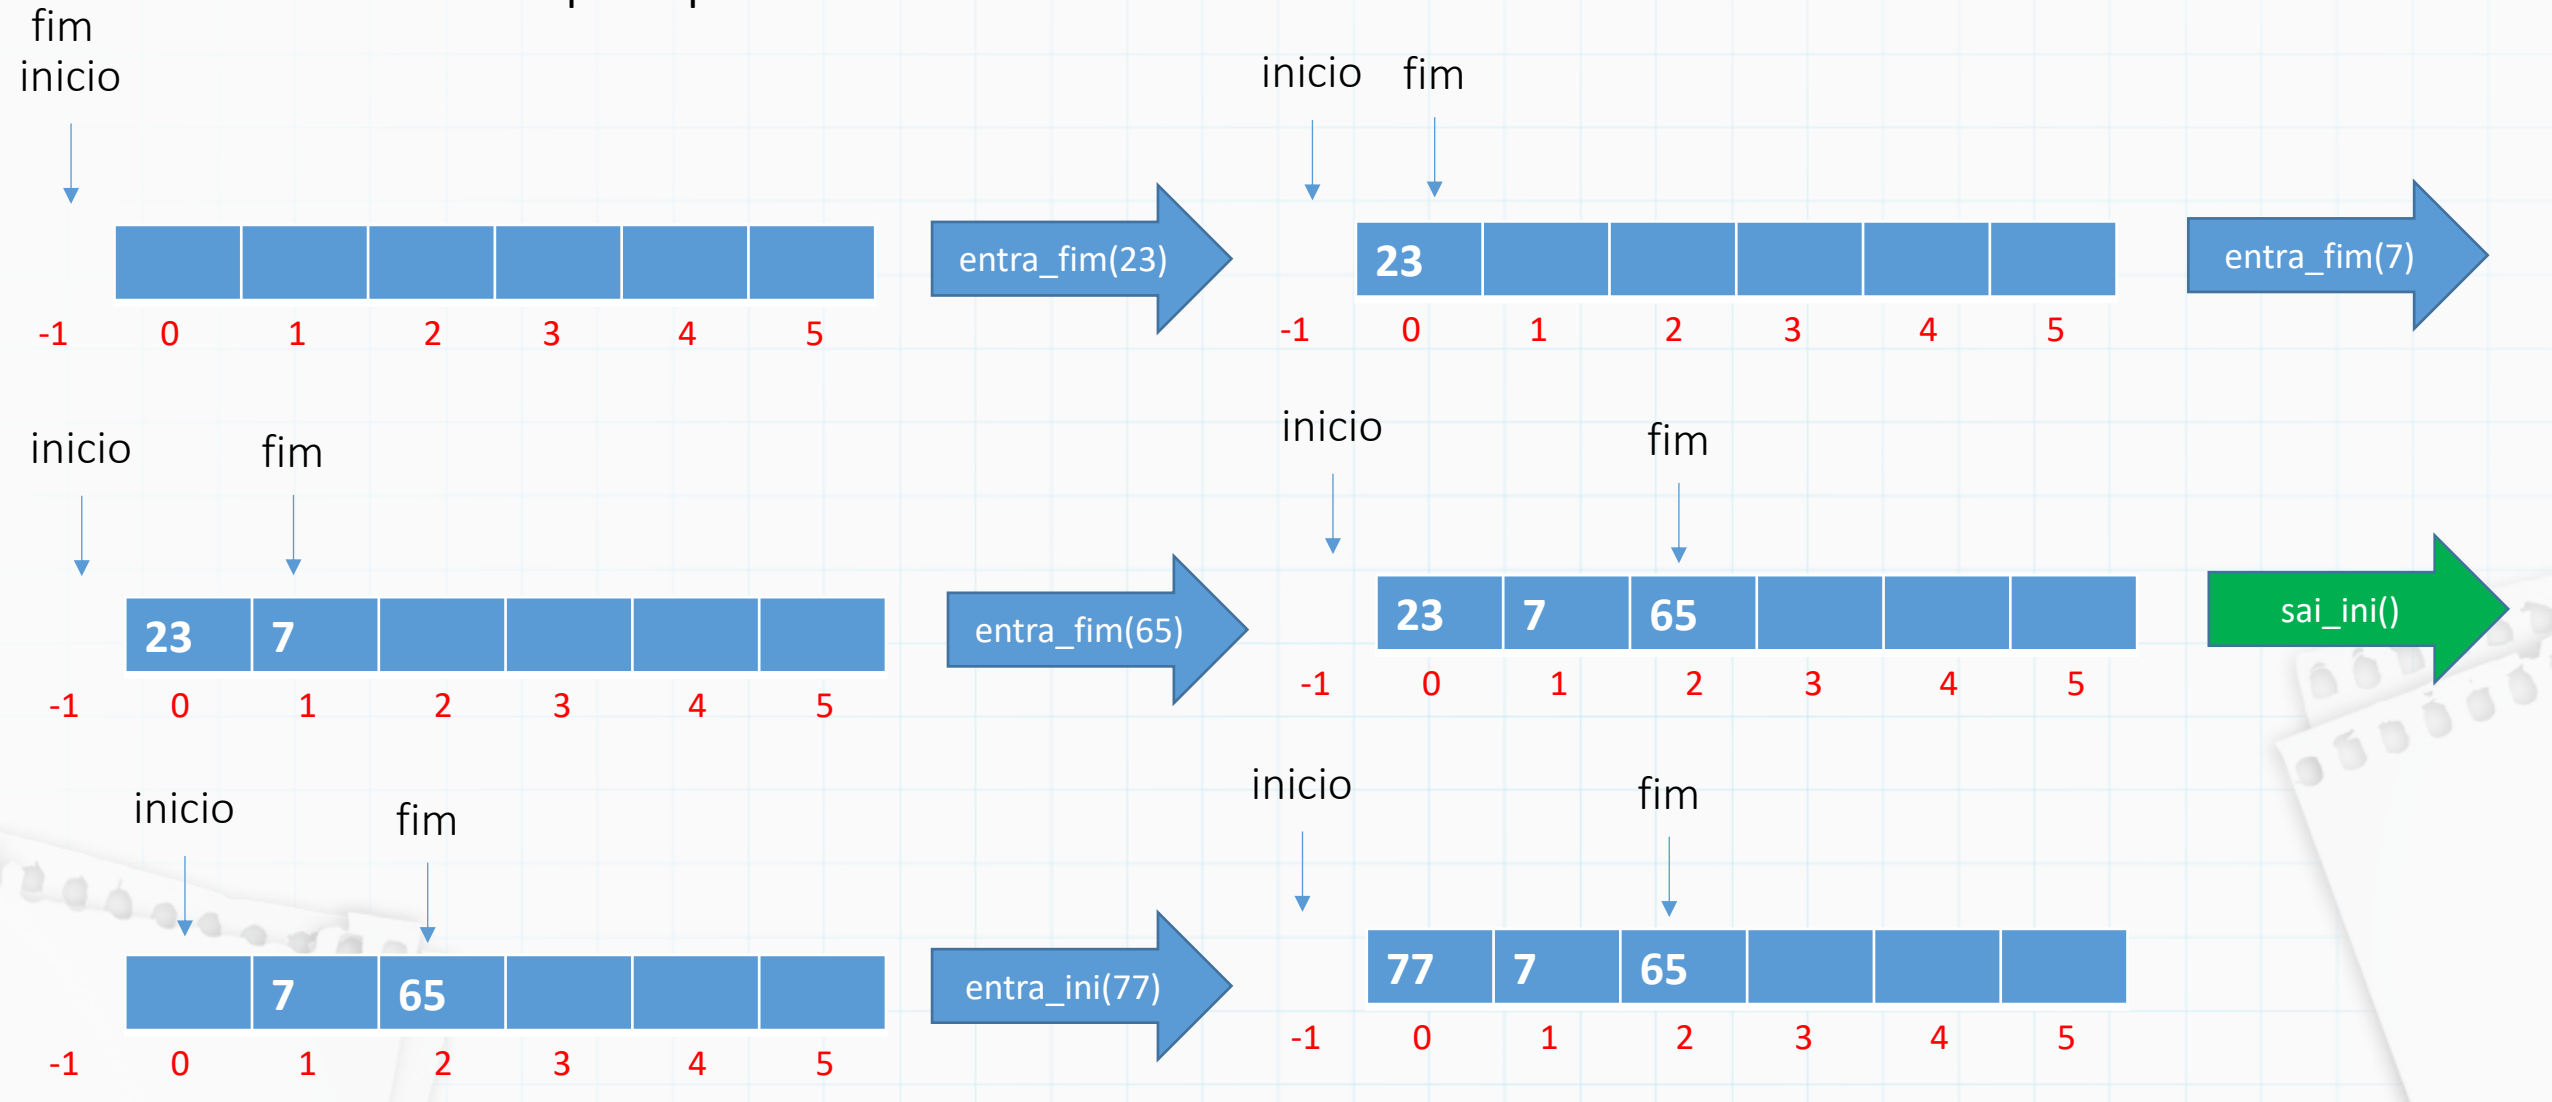 fim
inicio
inicio fim
entra_fim(23)
23
entra_fim(7)
-1 0 1 2 3 4 5
-1 0 1 2 3 4 5
inicio fim
inicio fim
23 7
entra_fim(65)
23 7 65
sai_ini()
-1 0 1 2 3 4 5
-1 0 1 2 3 4 5
inicio fim
inicio fim
7 65
entra_ini(77)
77 7 65
-1 0 1 2 3 4 5
-1 0 1 2 3 4 5